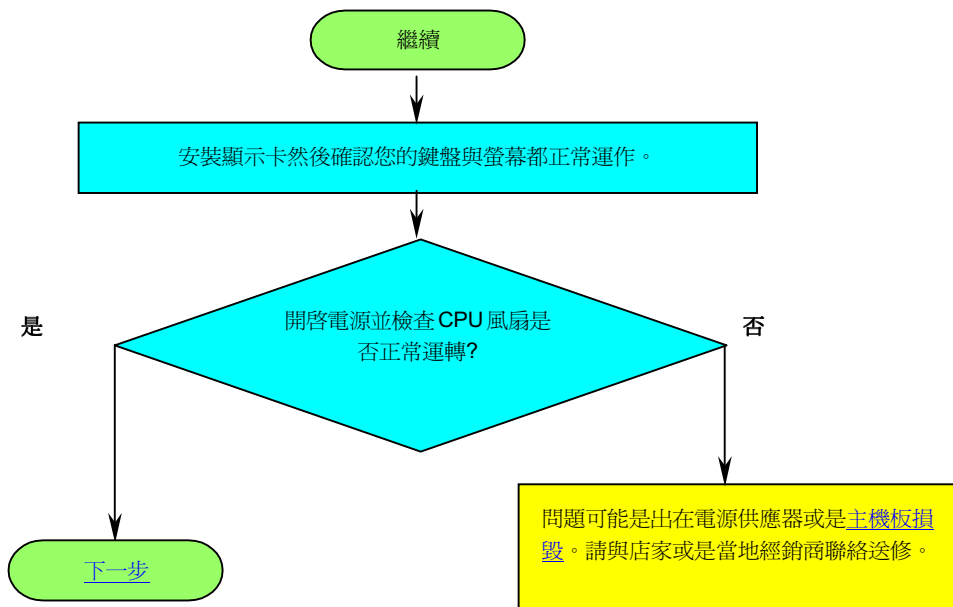 繼續
安裝顯示卡然後確認您的鍵盤與螢幕都正常運作。
開啓電源並檢查 CPU 風扇是
否正常運轉?
是
否
問題可能是出在電源供應器或是主機板損
毀。請與店家或是當地經銷商聯絡送修。
下一步